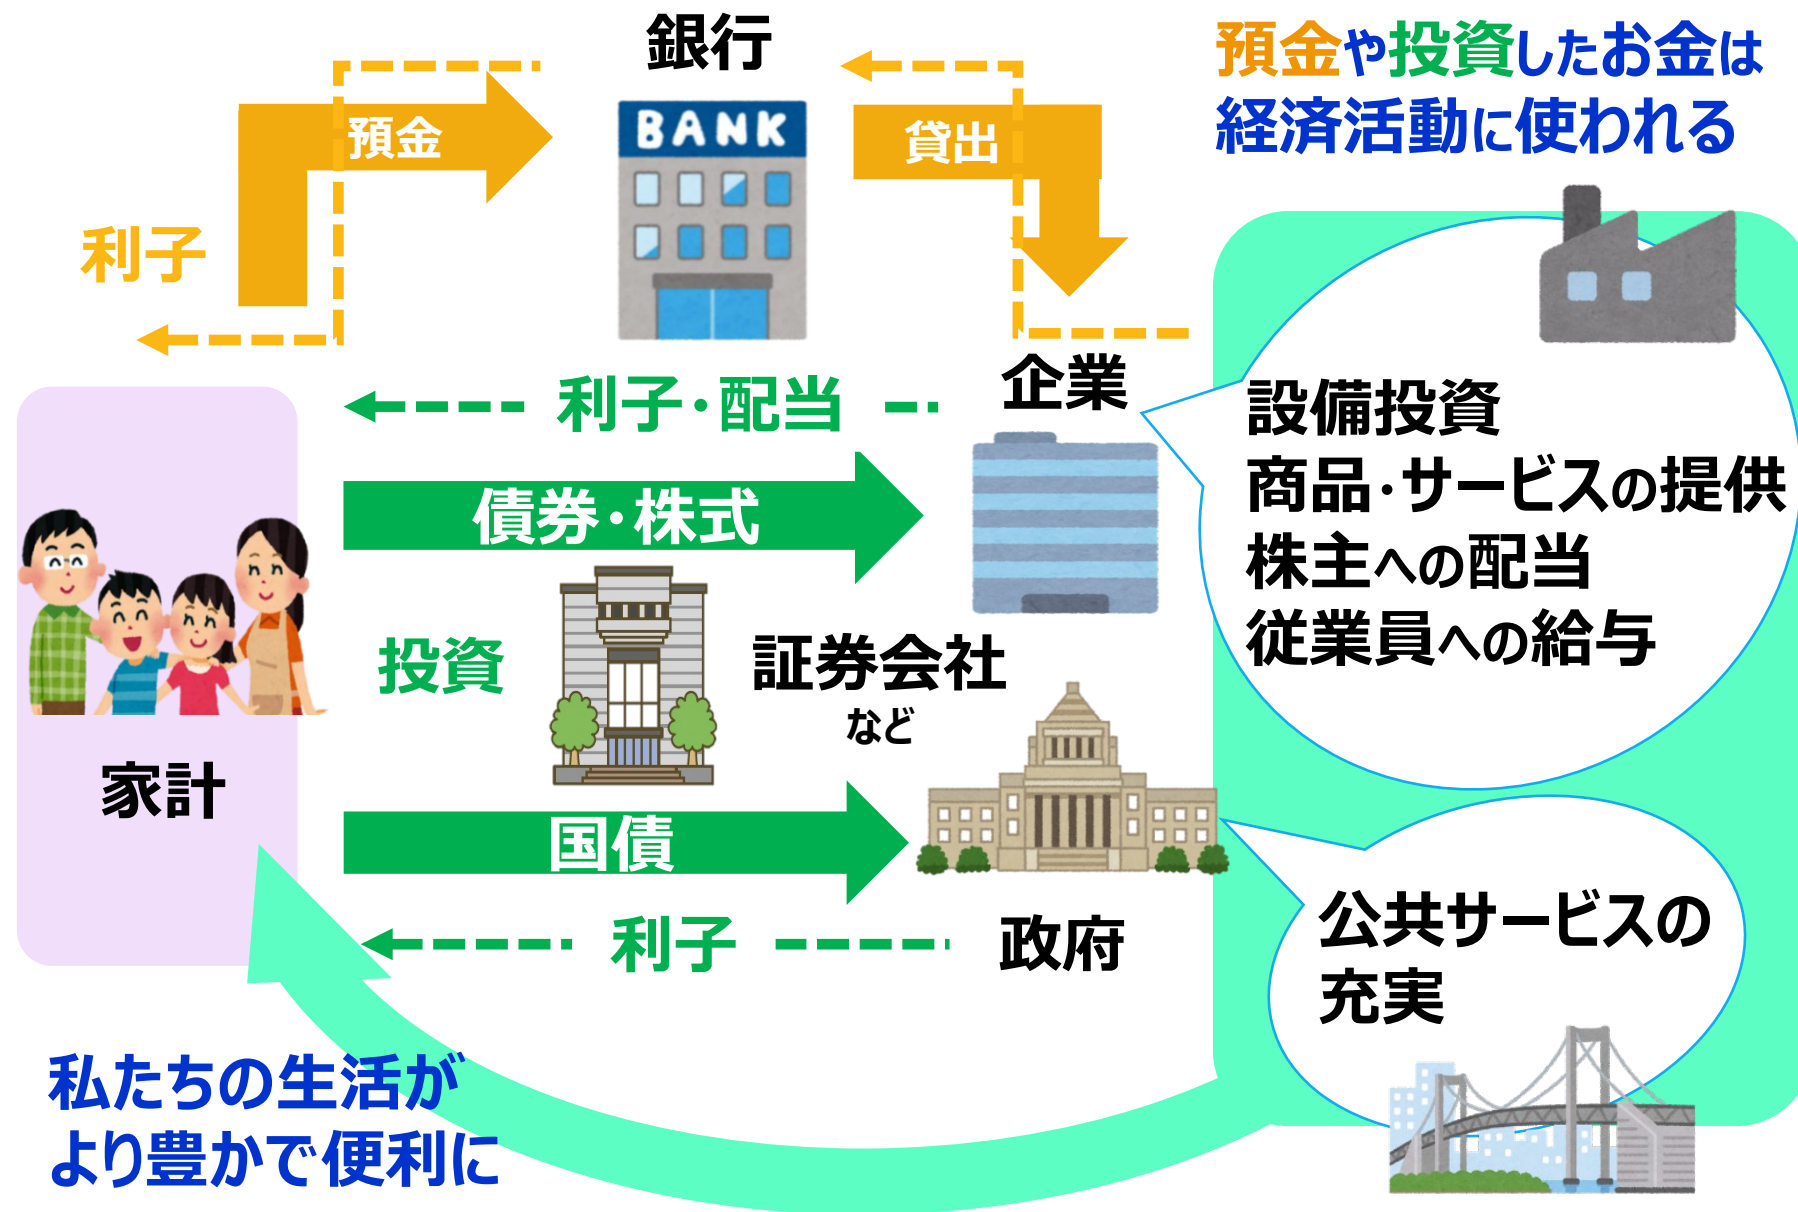 銀行
預金や投資したお金は
経済活動に使われる
BANK
預金
貸出
利子
利子・配当
企業
設備投資
商品・サービスの提供
株主への配当
従業員への給与
債券・株式
投資
証券会社
など
家計
国債
利子
政府
公共サービスの
充実
私たちの生活が
より豊かで便利に